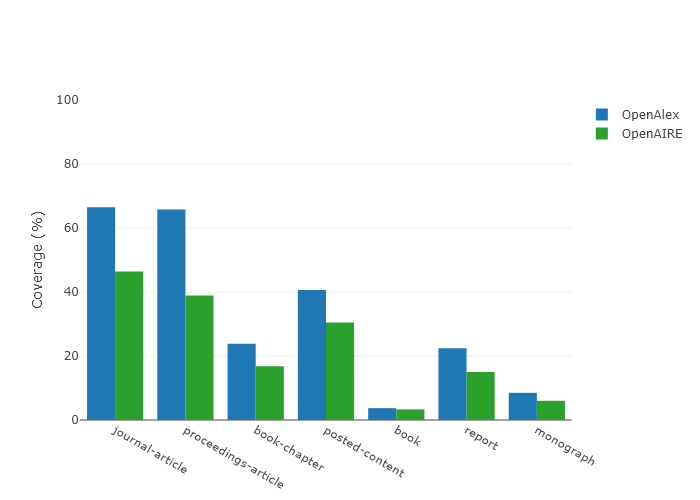 100
80
60
40
20
0
Coverage (%)
journal-article
proceedings-article
book-chapter
posted-content
book
report
monograph
OpenAlex
OpenAIRE